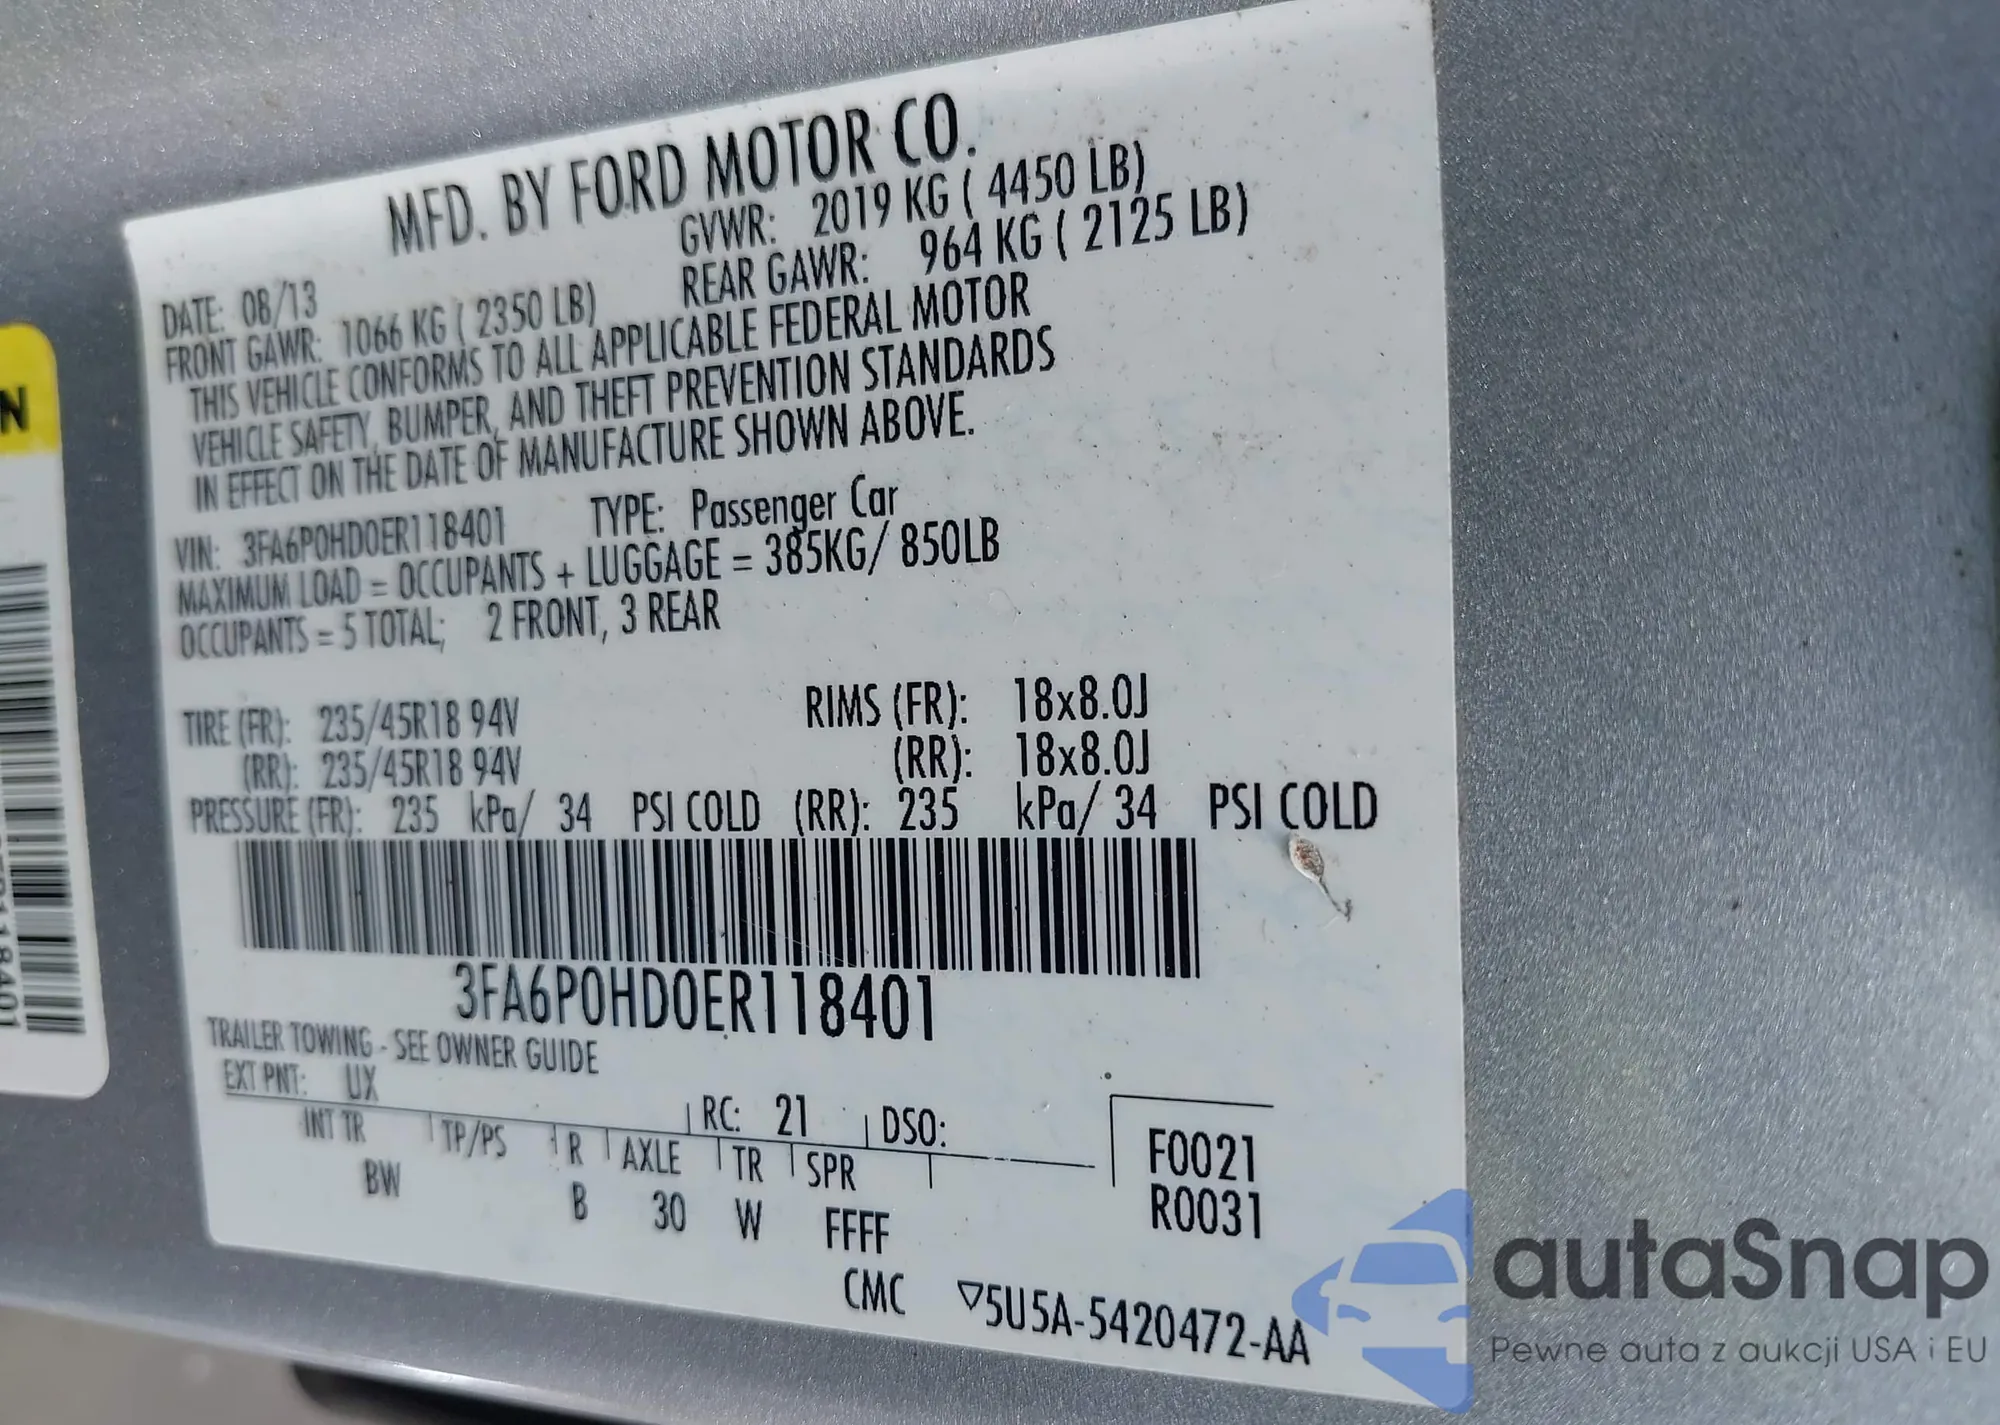 MFD. BY FORD MOTOR CO.
DATE: 08/13 GVWR: 2019 KG ( 4450 LB)
FRONT GAWR: 1066 KG ( 2350 LB) REAR GAWR: 964 KG ( 2125 LB)
THIS VEHICLE CONFORMS TO ALL APPLICABLE FEDERAL MOTOR
VEHICLE SAFETY, BUMPER, AND THEFT PREVENTION STANDARDS
IN EFFECT ON THE DATE OF MANUFACTURE SHOWN ABOVE.
VIN: 3FA6P0HD0ER118401 TYPE: Passenger Car
MAXIMUM LOAD = OCCUPANTS + LUGGAGE = 385KG/ 850LB
OCCUPANTS = 5 TOTAL; 2 FRONT, 3 REAR
TIRE (FR): 235/45R18 94V RIMS (FR): 18x8.0J
(RR): 235/45R18 94V (RR): 18x8.0J
PRESSURE (FR): 235 kPa/ 34 PSI COLD (RR): 235 kPa/ 34 PSI COLD
3FA6P0HD0ER118401
TRAILER TOWING - SEE OWNER GUIDE
EXT PNT: UX RC: 21 DSO:
INT TR TP/PS R AXLE TR SPR F0021
BW B 30 W FFFF R0031
CMC ▽5U5A-5420472-AA
N
118401
autaSnap
Pewne auta z aukcji USA i EU